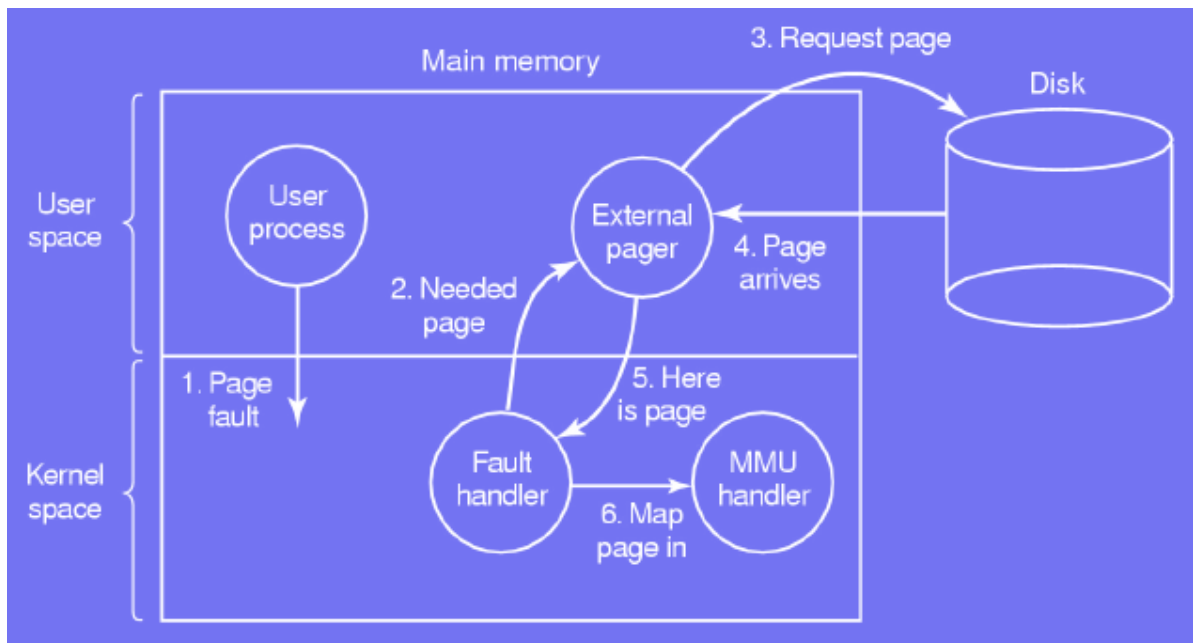 3. Request page
Main memory
Disk
User
space
User
process
External
pager
2. Needed
page
4. Page
arrives
1. Page
fault
5. Here
is page
Kernel
space
Fault
handler
MMU
handler
6. Map
page in